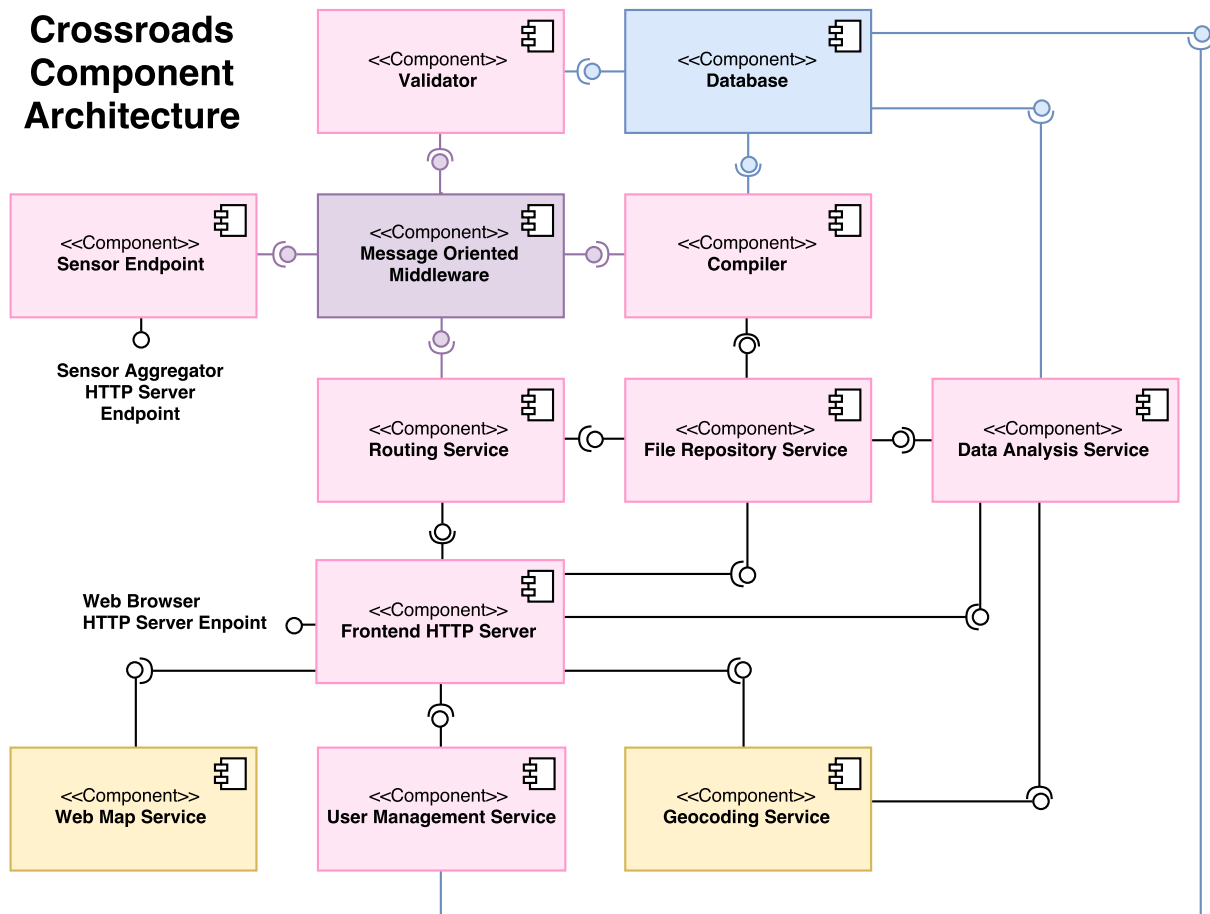 Crossroads
Component
Architecture
<<Component>>
Validator
<<Component>>
Database
<<Component>>
Sensor Endpoint
<<Component>>
Message Oriented
Middleware
<<Component>>
Compiler
Sensor Aggregator
HTTP Server
Endpoint
<<Component>>
Routing Service
<<Component>>
File Repository Service
<<Component>>
Data Analysis Service
Web Browser
HTTP Server Enpoint
<<Component>>
Frontend HTTP Server
<<Component>>
Web Map Service
<<Component>>
User Management Service
<<Component>>
Geocoding Service